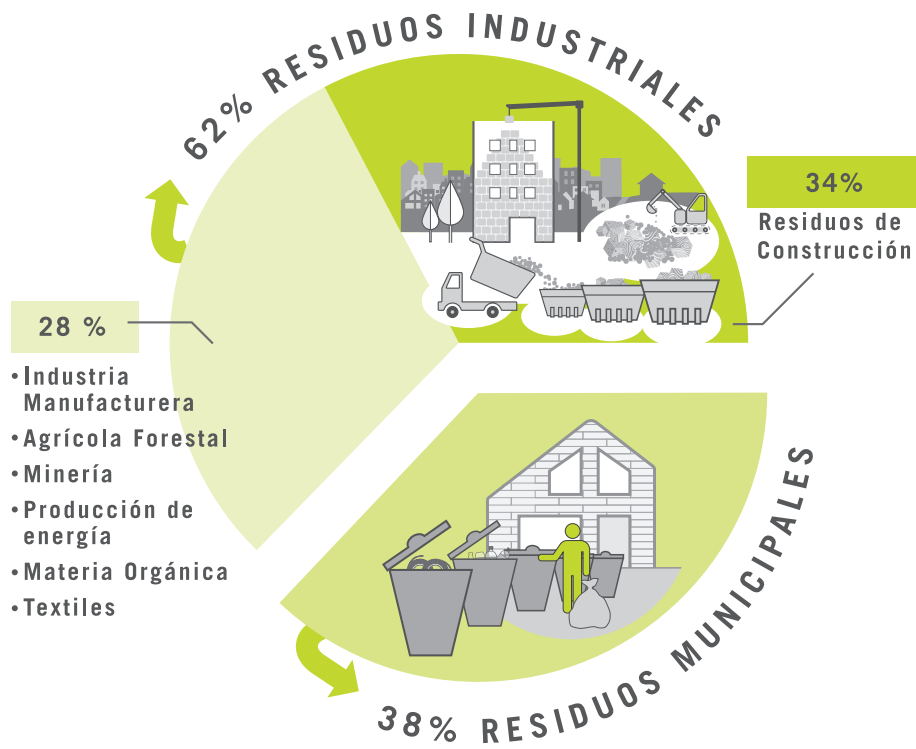 62% RESIDUOS INDUSTRIALES
34%
Residuos de
Construcción
28 %
• Industria
Manufacturera
• Agrícola Forestal
• Minería
• Producción de
energía
• Materia Orgánica
• Textiles
38% RESIDUOS MUNICIPALES